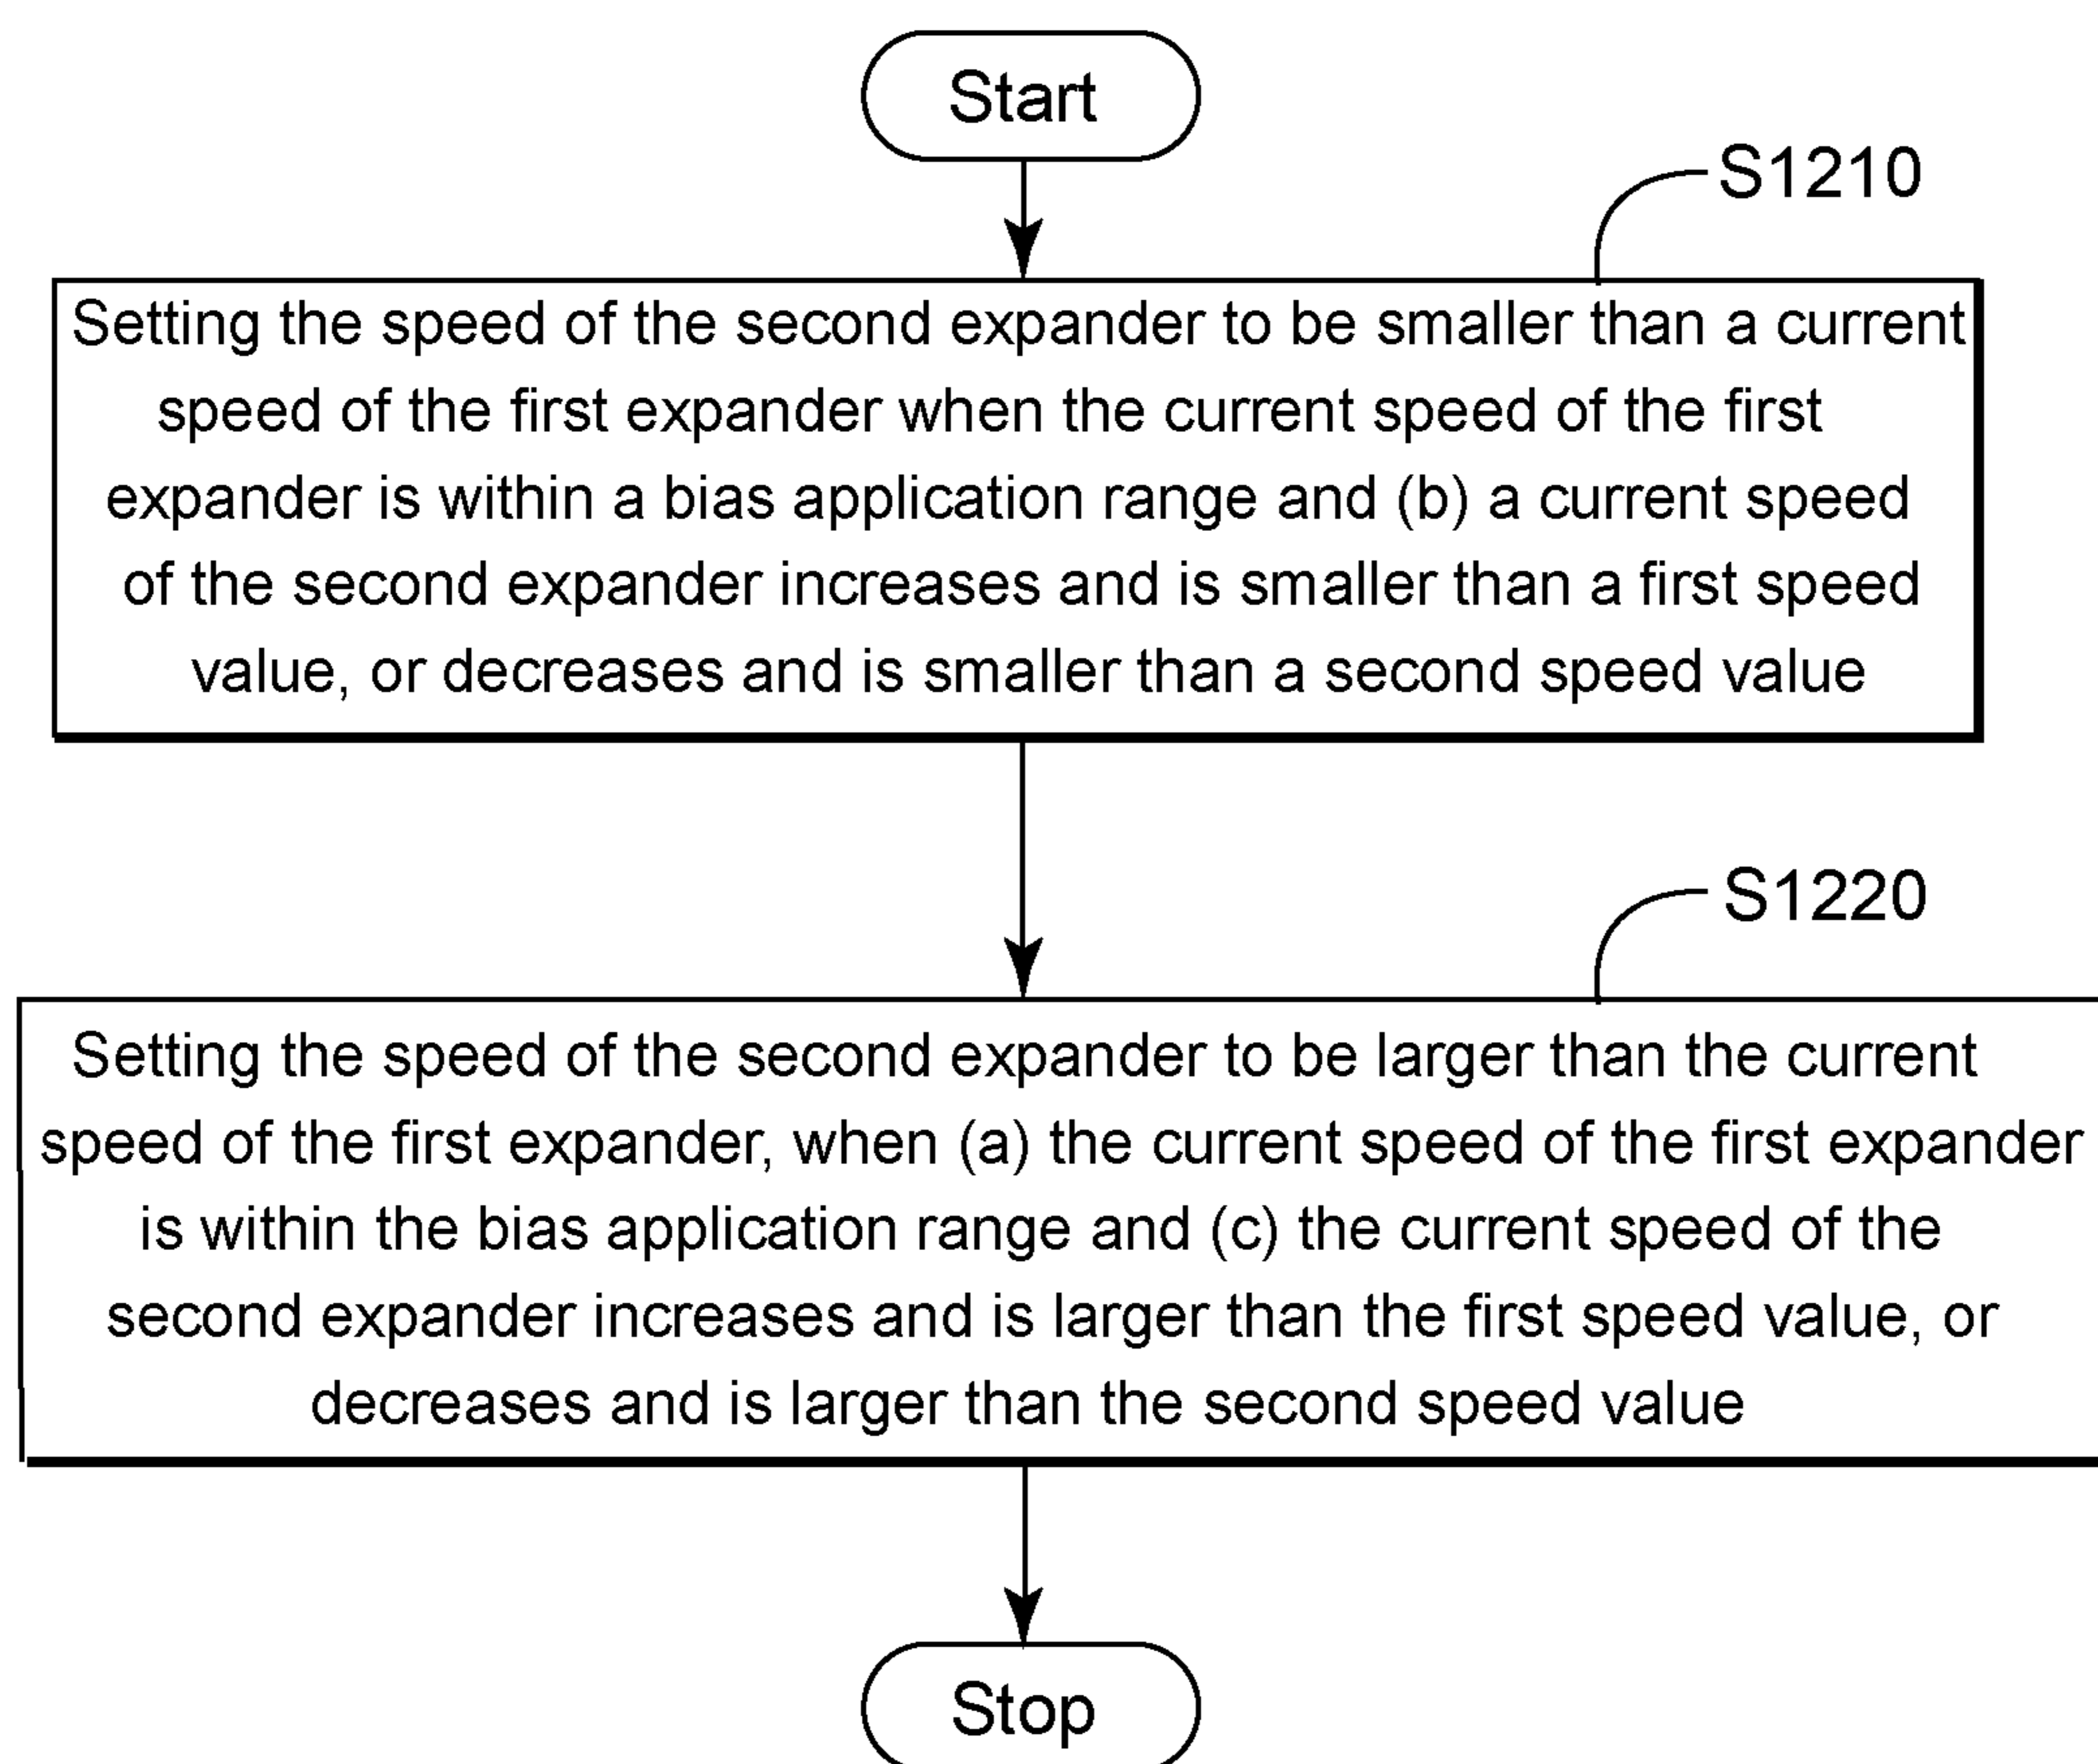 Start
S1210
Setting the speed of the second expander to be smaller than a current
speed of the first expander when the current speed of the first
expander is within a bias application range and (b) a current speed
of the second expander increases and is smaller than a first speed
value, or decreases and is smaller than a second speed value
S1220
Setting the speed of the second expander to be larger than the current
speed of the first expander, when (a) the current speed of the first expander
is within the bias application range and (c) the current speed of the
second expander increases and is larger than the first speed value, or
decreases and is larger than the second speed value
Stop